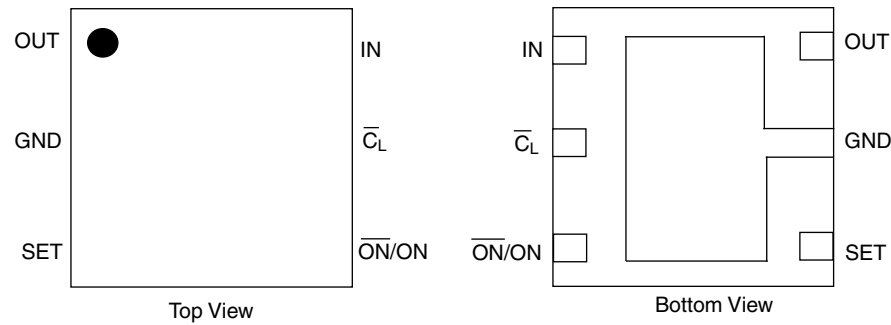 OUT IN
GND C̅L
SET O̅N̅/ON
Top View
IN OUT
C̅L GND
O̅N̅/ON SET
Bottom View